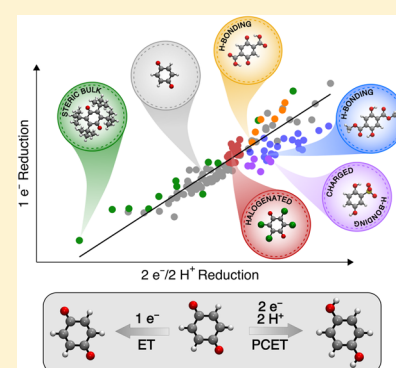 H-BONDING
STERIC BULK
H-BONDING
CHARGED
H-BONDING
HALOGENATED
1 e⁻ Reduction
2 e⁻/2 H⁺ Reduction
1 e⁻
ET
2 e⁻
2 H⁺
PCET